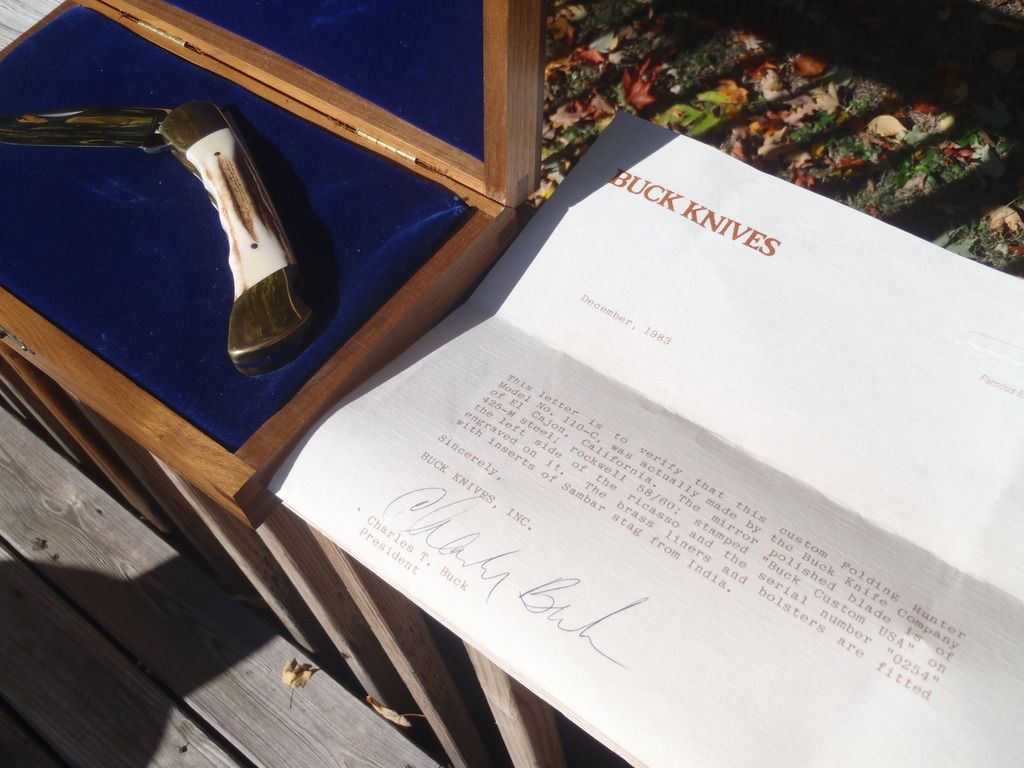 BUCK KNIVES
December, 1983
Famous
This letter is to verify that this custom Folding Hunter
Model No. 110-C, was actually made by the Buck Knife Company
of El Cajon, California. The mirror polished blade is of
425-M steel; rockwell 58/60; stamped "Buck Custom USA" on
the left side of the ricasso and the serial number "0254"
engraved on it. The brass liners and bolsters are fitted
with inserts of Sambar stag from India.
Sincerely,
BUCK KNIVES, INC.
Charles T. Buck
Charles T. Buck
President